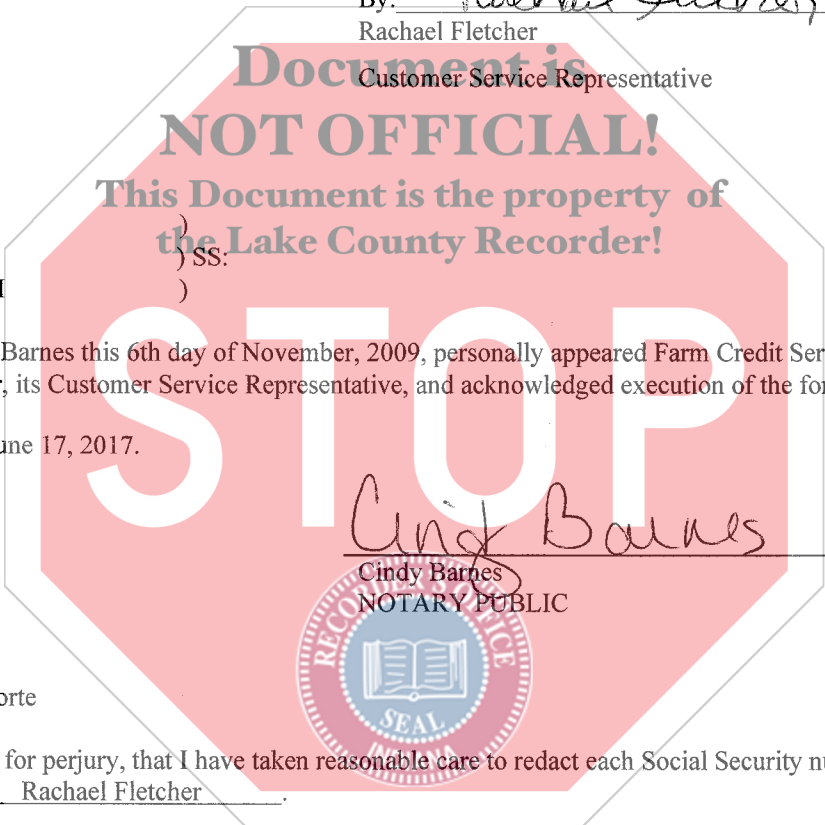 By:
Rachael Fletcher
Document is
Customer Service Representative
NOT OFFICIAL!
This Document is the property of
)
the Lake County Recorder!
) SS:
)
STOP
Barnes this 6th day of November, 2009, personally appeared Farm Credit Ser
, its Customer Service Representative, and acknowledged execution of the for
une 17, 2017.
Cindy Barnes
Cindy Barnes
NOTARY PUBLIC
RECORDER'S OFFICE
SEAL
INDIANA
orte
for perjury, that I have taken reasonable care to redact each Social Security nu
Rachael Fletcher .